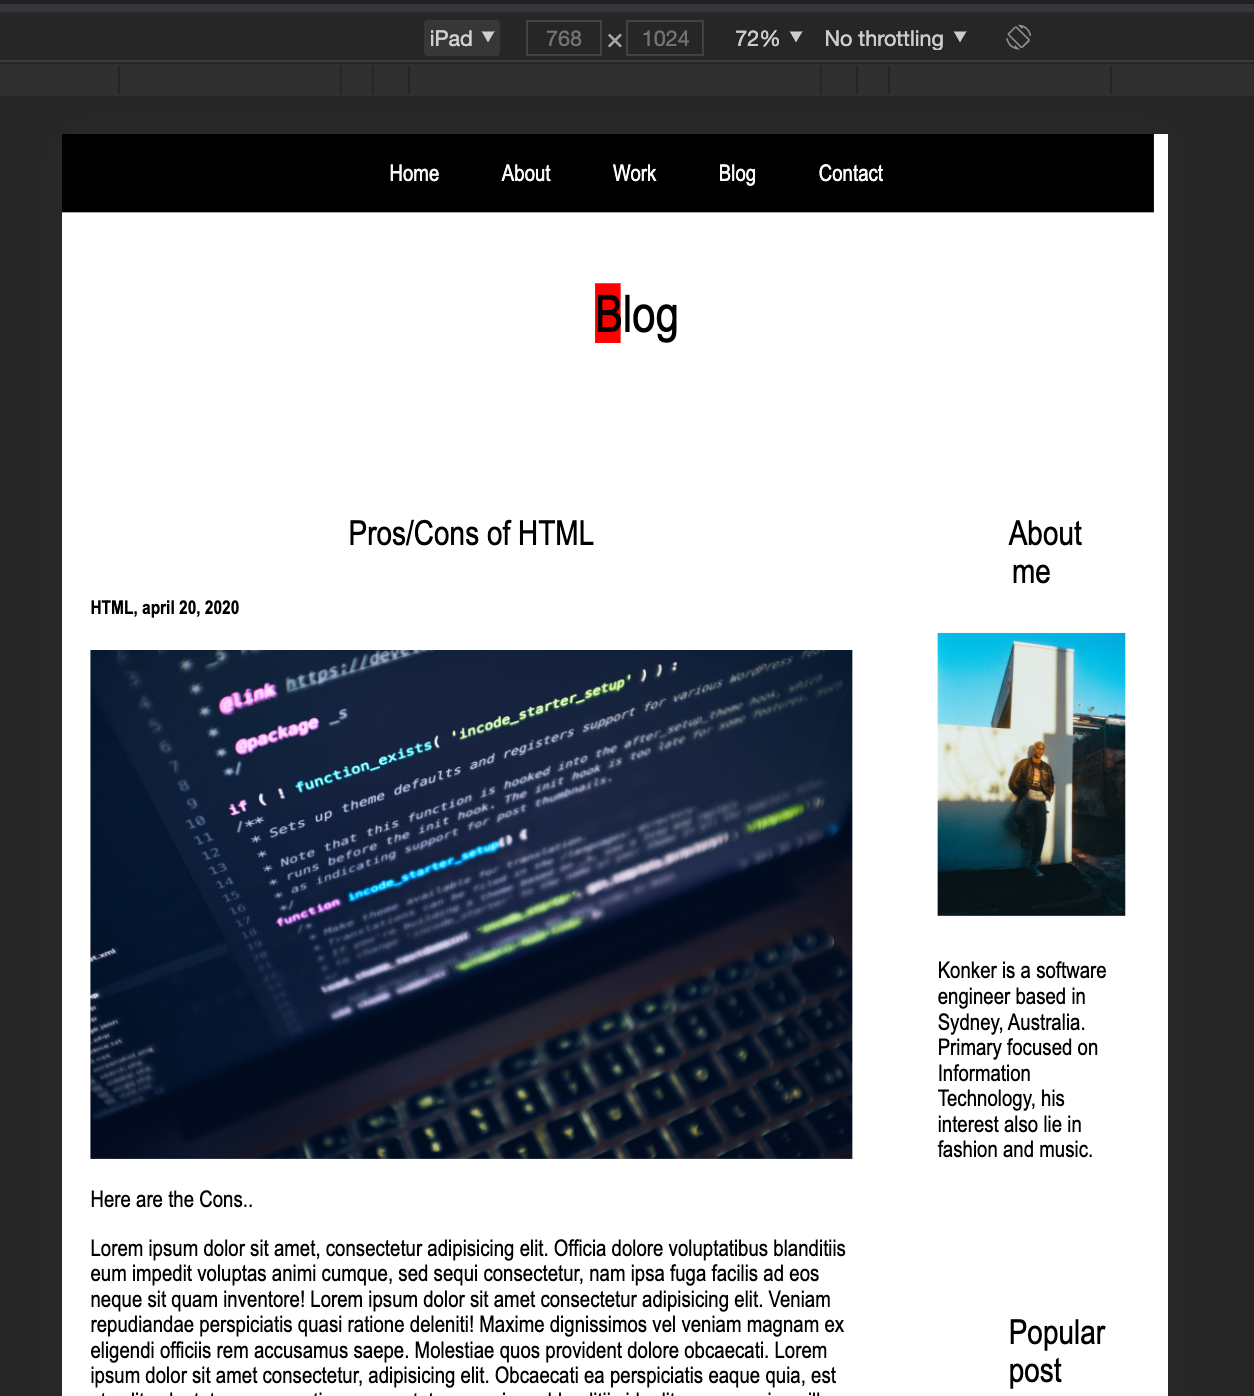 iPad ▼ 768 × 1024 72% ▼ No throttling ▼
Home About Work Blog Contact
Blog
Pros/Cons of HTML
HTML, april 20, 2020
* @link https://deve
* @package _s
*/
if ( ! function_exists( 'incode_starter_setup' ) ) :
/**
* Sets up theme defaults and registers support for various WordPress
*
* Note that this function is hooked into the after_setup_theme hook, which
* runs before the init hook. The init hook is too late for some features, such
* as indicating support for post thumbnails.
*/
function incode_starter_setup() {
Here are the Cons..
Lorem ipsum dolor sit amet, consectetur adipisicing elit. Officia dolore voluptatibus blanditiis
eum impedit voluptas animi cumque, sed sequi consectetur, nam ipsa fuga facilis ad eos
neque sit quam inventore! Lorem ipsum dolor sit amet consectetur adipisicing elit. Veniam
repudiandae perspiciatis quasi ratione deleniti! Maxime dignissimos vel veniam magnam ex
eligendi officiis rem accusamus saepe. Molestiae quos provident dolore obcaecati. Lorem
ipsum dolor sit amet consectetur, adipisicing elit. Obcaecati ea perspiciatis eaque quia, est
About
me
Konker is a software
engineer based in
Sydney, Australia.
Primary focused on
Information
Technology, his
interest also lie in
fashion and music.
Popular
post